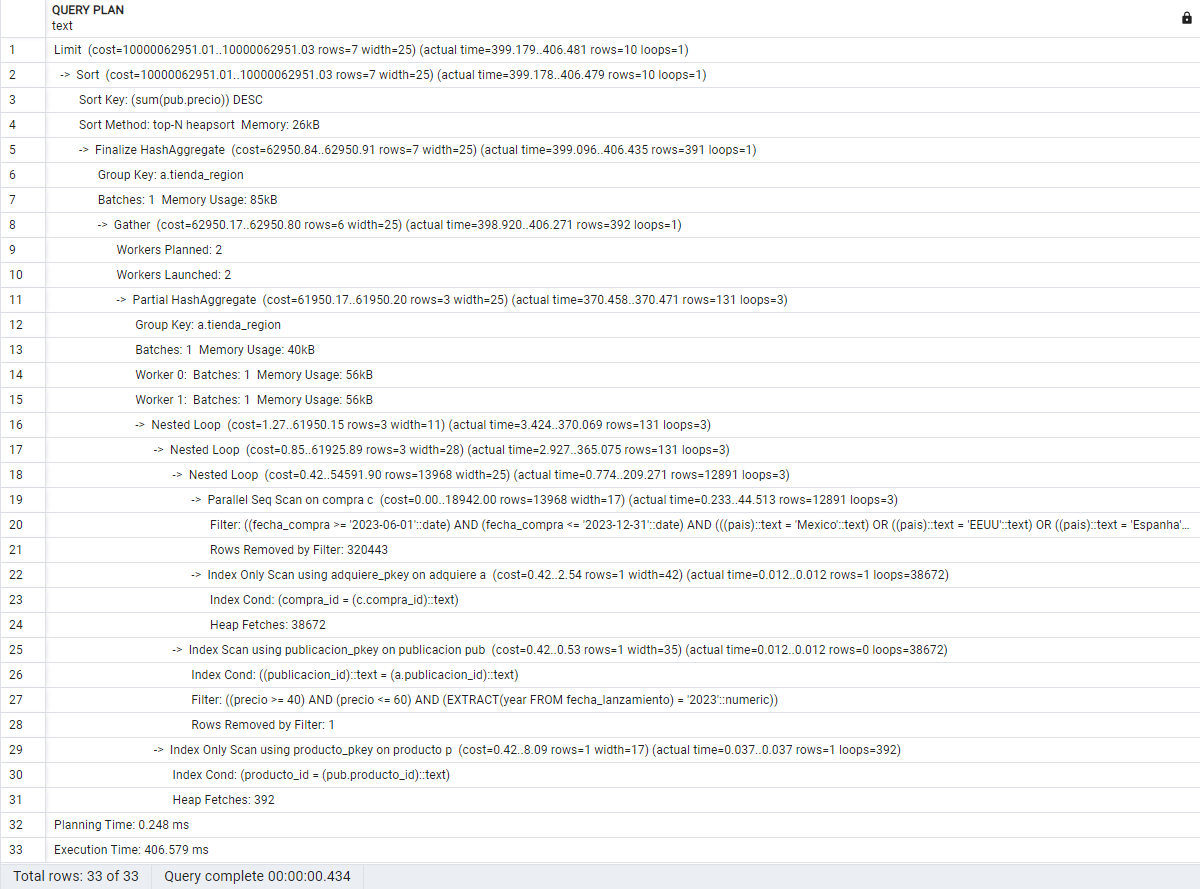 QUERY PLAN
text
1 Limit (cost=10000062951.01..10000062951.03 rows=7 width=25) (actual time=399.179..406.481 rows=10 loops=1)
2 -> Sort (cost=10000062951.01..10000062951.03 rows=7 width=25) (actual time=399.178..406.479 rows=10 loops=1)
3 Sort Key: (sum(pub.precio)) DESC
4 Sort Method: top-N heapsort Memory: 26kB
5 -> Finalize HashAggregate (cost=62950.84..62950.91 rows=7 width=25) (actual time=399.096..406.435 rows=391 loops=1)
6 Group Key: a.tienda_region
7 Batches: 1 Memory Usage: 85kB
8 -> Gather (cost=62950.17..62950.80 rows=6 width=25) (actual time=398.920..406.271 rows=392 loops=1)
9 Workers Planned: 2
10 Workers Launched: 2
11 -> Partial HashAggregate (cost=61950.17..61950.20 rows=3 width=25) (actual time=370.458..370.471 rows=131 loops=3)
12 Group Key: a.tienda_region
13 Batches: 1 Memory Usage: 40kB
14 Worker 0: Batches: 1 Memory Usage: 56kB
15 Worker 1: Batches: 1 Memory Usage: 56kB
16 -> Nested Loop (cost=1.27..61950.15 rows=3 width=11) (actual time=3.424..370.069 rows=131 loops=3)
17 -> Nested Loop (cost=0.85..61925.89 rows=3 width=28) (actual time=2.927..365.075 rows=131 loops=3)
18 -> Nested Loop (cost=0.42..54591.90 rows=13968 width=25) (actual time=0.774..209.271 rows=12891 loops=3)
19 -> Parallel Seq Scan on compra c (cost=0.00..18942.00 rows=13968 width=17) (actual time=0.233..44.513 rows=12891 loops=3)
20 Filter: ((fecha_compra >= '2023-06-01'::date) AND (fecha_compra <= '2023-12-31'::date) AND (((pais)::text = 'Mexico'::text) OR ((pais)::text = 'EEUU'::text) OR ((pais)::text = 'Espanha'...
21 Rows Removed by Filter: 320443
22 -> Index Only Scan using adquiere_pkey on adquiere a (cost=0.42..2.54 rows=1 width=42) (actual time=0.012..0.012 rows=1 loops=38672)
23 Index Cond: (compra_id = (c.compra_id)::text)
24 Heap Fetches: 38672
25 -> Index Scan using publicacion_pkey on publicacion pub (cost=0.42..0.53 rows=1 width=35) (actual time=0.012..0.012 rows=0 loops=38672)
26 Index Cond: ((publicacion_id)::text = (a.publicacion_id)::text)
27 Filter: ((precio >= 40) AND (precio <= 60) AND (EXTRACT(year FROM fecha_lanzamiento) = '2023'::numeric))
28 Rows Removed by Filter: 1
29 -> Index Only Scan using producto_pkey on producto p (cost=0.42..8.09 rows=1 width=17) (actual time=0.037..0.037 rows=1 loops=392)
30 Index Cond: (producto_id = (pub.producto_id)::text)
31 Heap Fetches: 392
32 Planning Time: 0.248 ms
33 Execution Time: 406.579 ms
Total rows: 33 of 33 Query complete 00:00:00.434